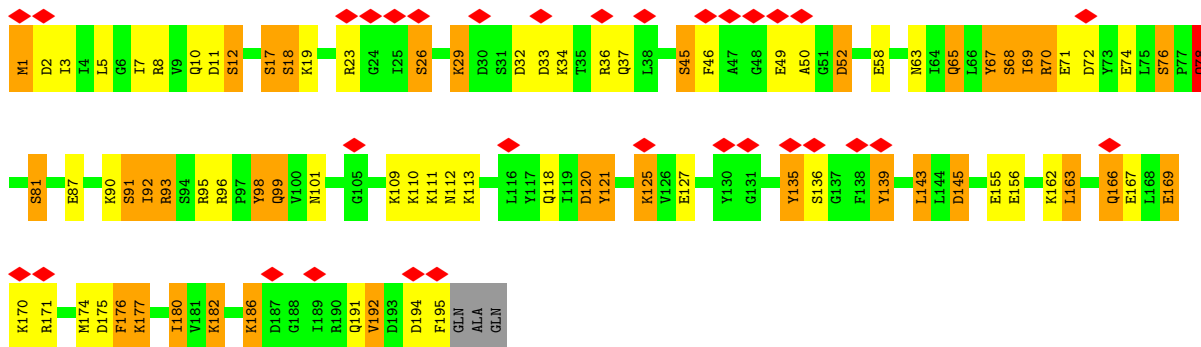 M1 D2 I3 I4 L5 G6 I7 R8 V9 Q10 D11 S12 S17 S18 K19 R23 G24 I25 S26 K29 D30 S31 D32 D33 K34 T35 R36 Q37 L38 S45 F46 A47 G48 E49 A50 G51 D52 E58 N63 I64 Q65 L66 Y67 S68 I69 R70 E71 D72 Y73 E74 L75 S76 P77
S81 E87 K90 S91 I92 R93 S94 R95 R96 P97 Y98 Q99 V100 N101 G105 K109 K110 K111 N112 K113 L116 Y117 Q118 I119 D120 Y121 K125 V126 E127 Y130 G131 Y135 S136 G137 F138 Y139 L143 L144 D145 E155 E156 K162 L163 Q166 E167 L168 E169
K170 R171 M174 D175 F176 K177 I180 V181 K182 K186 D187 G188 I189 R190 Q191 V192 D193 D194 F195 GLN ALA GLN